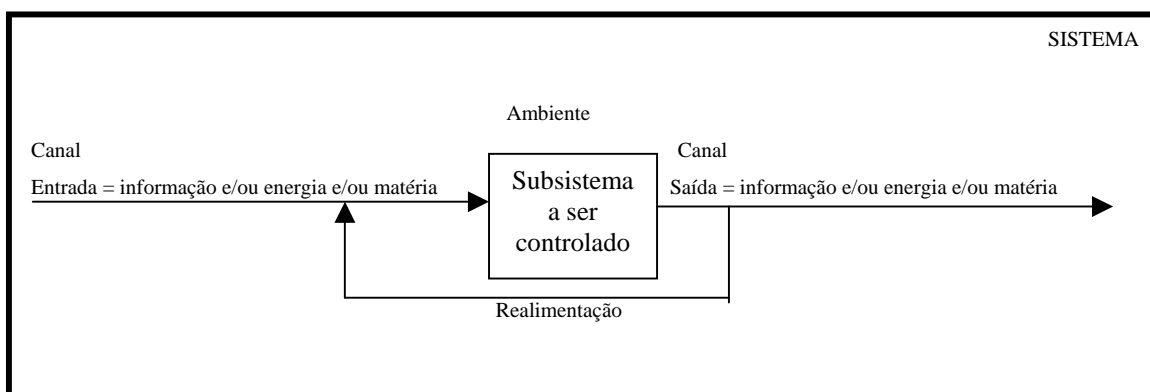 SISTEMA
Ambiente
Canal
Entrada = informação e/ou energia e/ou matéria
Subsistema
a ser
controlado
Canal
Saída = informação e/ou energia e/ou matéria
Realimentação